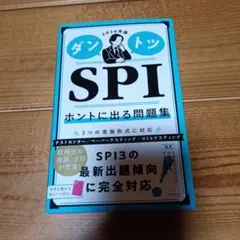 2026年版
ダントツ
SPI
ホントに出る問題集
3つの実施形式に対応
テストセンター／ペーパーテスティング／WEBテスティング
SPI3の
最新出題傾向
に完全対応